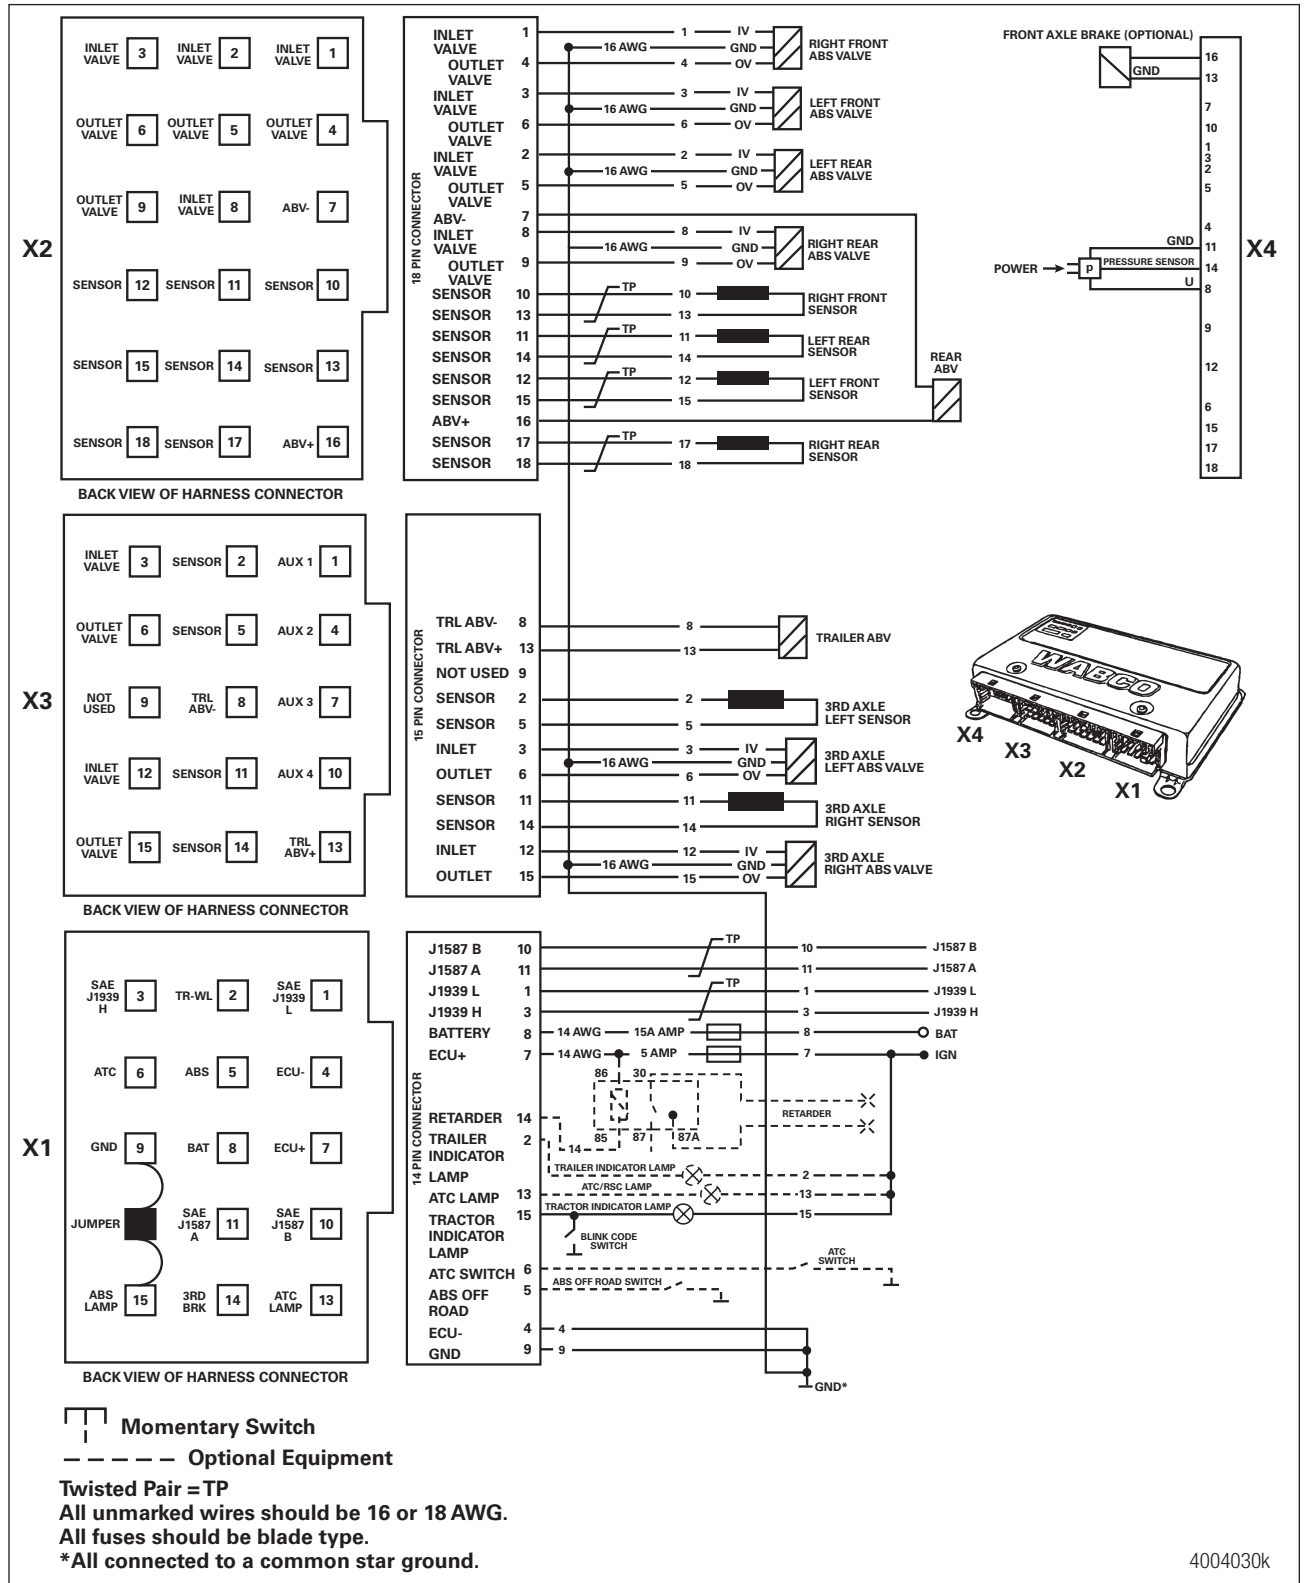 X2
INLET VALVE 3 INLET VALVE 2 INLET VALVE 1
OUTLET VALVE 6 OUTLET VALVE 5 OUTLET VALVE 4
OUTLET VALVE 9 INLET VALVE 8 ABV- 7
SENSOR 12 SENSOR 11 SENSOR 10
SENSOR 15 SENSOR 14 SENSOR 13
SENSOR 18 SENSOR 17 ABV+ 16
BACK VIEW OF HARNESS CONNECTOR
18 PIN CONNECTOR
INLET VALVE 1 1 IV
16 AWG GND
OUTLET VALVE 4 4 OV
RIGHT FRONT
ABS VALVE
INLET VALVE 3 3 IV
16 AWG GND
OUTLET VALVE 6 6 OV
LEFT FRONT
ABS VALVE
INLET VALVE 2 2 IV
16 AWG GND
OUTLET VALVE 5 5 OV
LEFT REAR
ABS VALVE
ABV- 7
INLET VALVE 8 8 IV
16 AWG GND
OUTLET VALVE 9 9 OV
RIGHT REAR
ABS VALVE
SENSOR 10 TP 10
SENSOR 13 13
RIGHT FRONT
SENSOR
SENSOR 11 TP 11
SENSOR 14 14
LEFT REAR
SENSOR
SENSOR 12 TP 12
SENSOR 15 15
LEFT FRONT
SENSOR
ABV+ 16
REAR
ABV
SENSOR 17 TP 17
SENSOR 18 18
RIGHT REAR
SENSOR
FRONT AXLE BRAKE (OPTIONAL)
16
GND 13
7
10
1
3
2
5
4
GND 11
POWER p PRESSURE SENSOR 14
U 8
9
12
6
15
17
18
X4
X3
INLET VALVE 3 SENSOR 2 AUX 1 1
OUTLET VALVE 6 SENSOR 5 AUX 2 4
NOT USED 9 TRL ABV- 8 AUX 3 7
INLET VALVE 12 SENSOR 11 AUX 4 10
OUTLET VALVE 15 SENSOR 14 TRL ABV+ 13
BACK VIEW OF HARNESS CONNECTOR
15 PIN CONNECTOR
TRL ABV- 8 8
TRL ABV+ 13 13
TRAILER ABV
NOT USED 9
SENSOR 2 2
SENSOR 5 5
3RD AXLE
LEFT SENSOR
INLET 3 3 IV
16 AWG GND
OUTLET 6 6 OV
3RD AXLE
LEFT ABS VALVE
SENSOR 11 11
SENSOR 14 14
3RD AXLE
RIGHT SENSOR
INLET 12 12 IV
16 AWG GND
OUTLET 15 15 OV
3RD AXLE
RIGHT ABS VALVE
WABCO
X4
X3
X2
X1
X1
SAE J1939 H 3 TR-WL 2 SAE J1939 L 1
ATC 6 ABS 5 ECU- 4
GND 9 BAT 8 ECU+ 7
JUMPER SAE J1587 A 11 SAE J1587 B 10
ABS LAMP 15 3RD BRK 14 ATC LAMP 13
BACK VIEW OF HARNESS CONNECTOR
14 PIN CONNECTOR
J1587 B 10 TP 10 J1587 B
J1587 A 11 11 J1587 A
J1939 L 1 TP 1 J1939 L
J1939 H 3 3 J1939 H
BATTERY 8 14 AWG 15A AMP 8 BAT
ECU+ 7 14 AWG 5 AMP 7 IGN
86 30
85 87 87A
RETARDER
RETARDER 14 14
TRAILER INDICATOR LAMP 2 TRAILER INDICATOR LAMP 2
ATC LAMP 13 ATC/RSC LAMP 13
TRACTOR INDICATOR LAMP 15 TRACTOR INDICATOR LAMP 15
BLINK CODE
SWITCH
ATC SWITCH 6 ATC SWITCH
ABS OFF ROAD 5 ABS OFF ROAD SWITCH
ECU- 4 4
GND 9 9
GND*
Momentary Switch
Optional Equipment
Twisted Pair = TP
All unmarked wires should be 16 or 18 AWG.
All fuses should be blade type.
*All connected to a common star ground.
4004030k